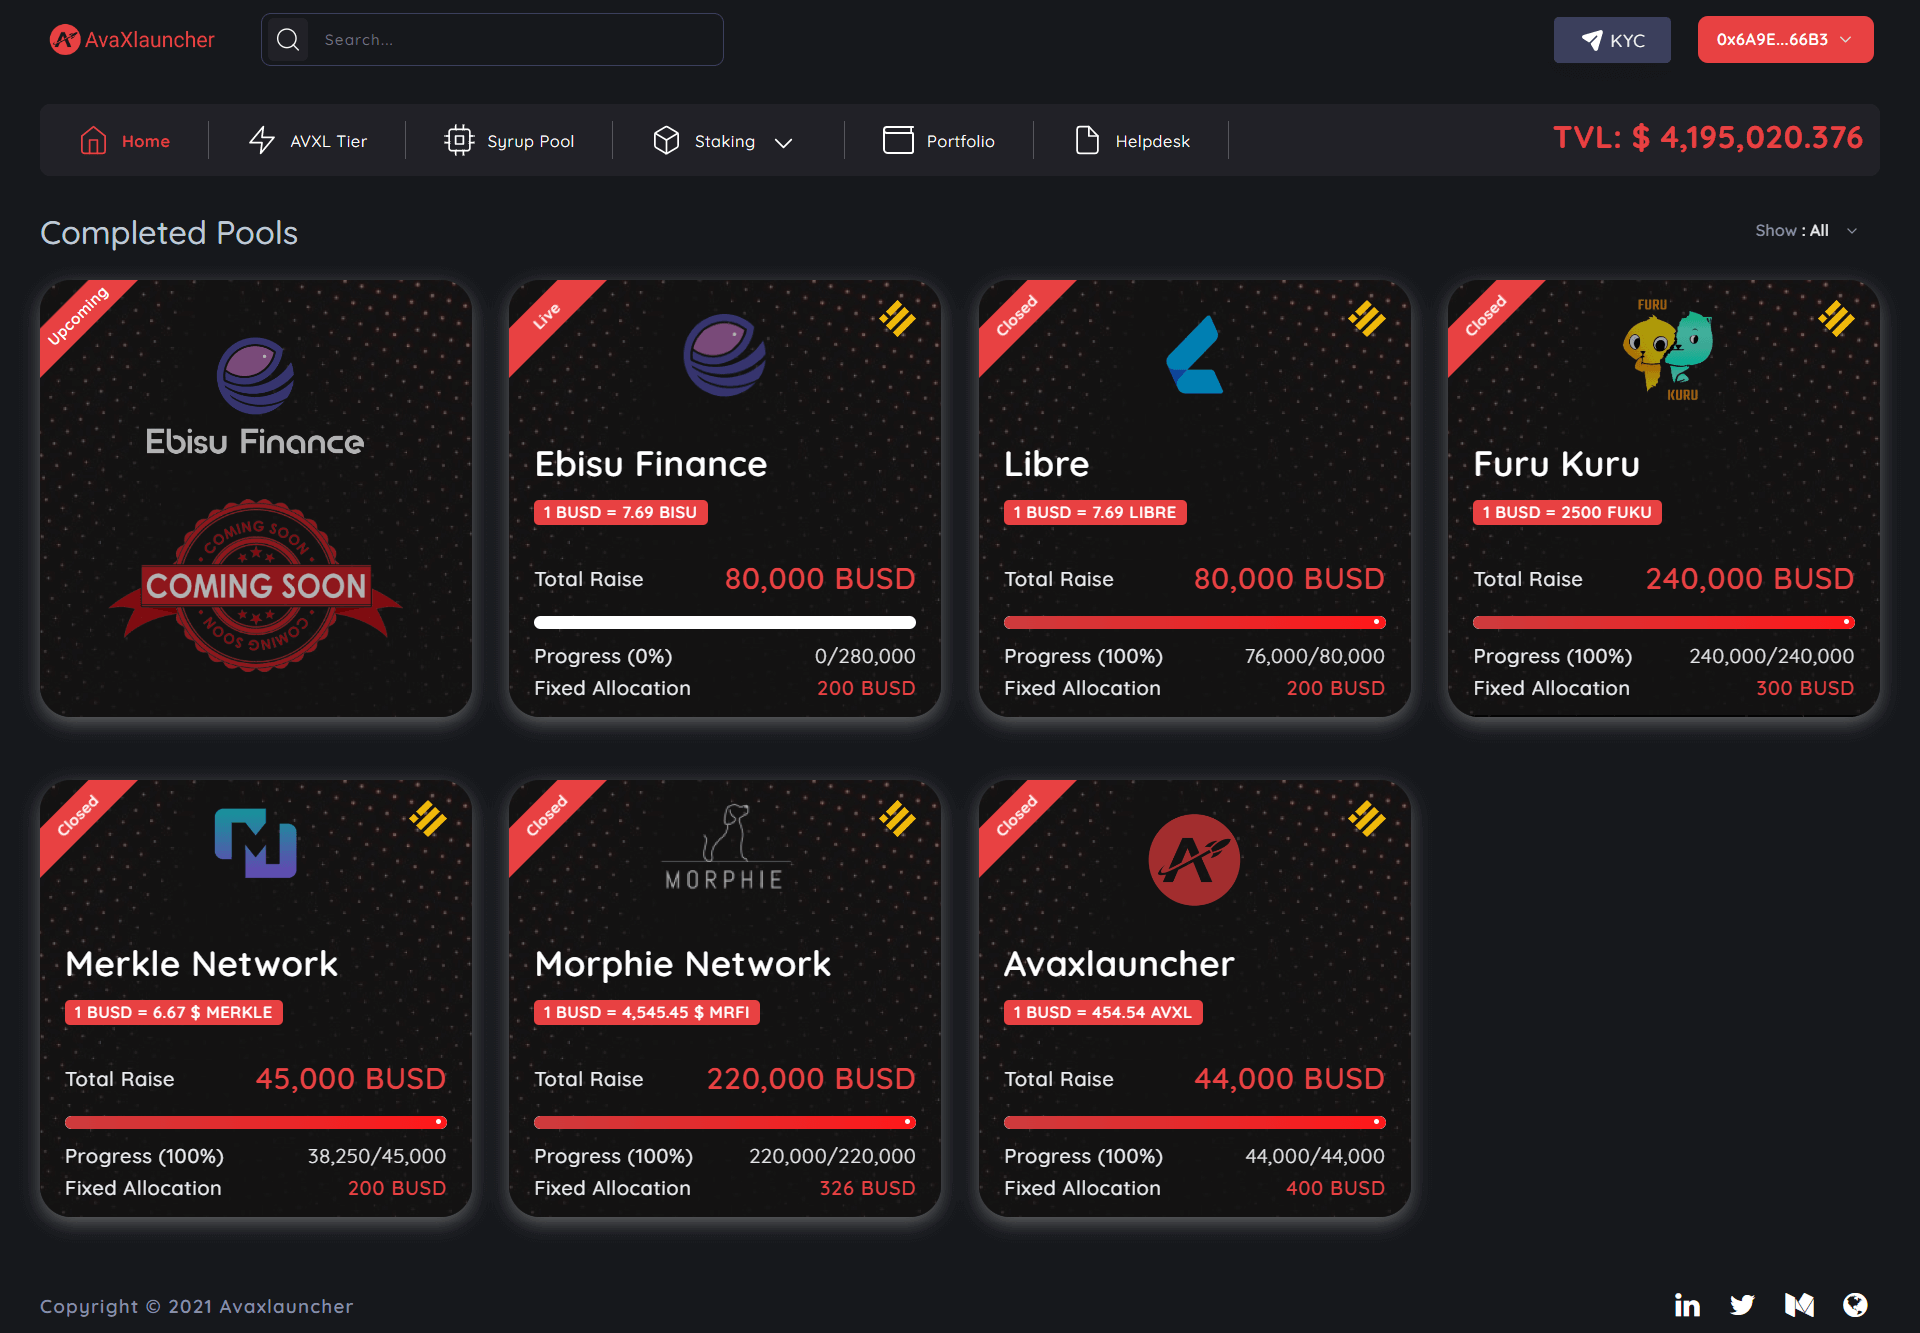 AvaXlauncher
Search...
KYC
0x6A9E...66B3
Home
AVXL Tier
Syrup Pool
Staking
Portfolio
Helpdesk
TVL: $ 4,195,020.376
Completed Pools
Show : All
Upcoming
Ebisu Finance
COMING SOON
COMING SOON
COMING SOON
Live
Ebisu Finance
1 BUSD = 7.69 BISU
Total Raise 80,000 BUSD
Progress (0%) 0/280,000
Fixed Allocation 200 BUSD
Closed
Libre
1 BUSD = 7.69 LIBRE
Total Raise 80,000 BUSD
Progress (100%) 76,000/80,000
Fixed Allocation 200 BUSD
Closed
FURU
KURU
Furu Kuru
1 BUSD = 2500 FUKU
Total Raise 240,000 BUSD
Progress (100%) 240,000/240,000
Fixed Allocation 300 BUSD
Closed
Merkle Network
1 BUSD = 6.67 $ MERKLE
Total Raise 45,000 BUSD
Progress (100%) 38,250/45,000
Fixed Allocation 200 BUSD
Closed
MORPHIE
Morphie Network
1 BUSD = 4,545.45 $ MRFI
Total Raise 220,000 BUSD
Progress (100%) 220,000/220,000
Fixed Allocation 326 BUSD
Closed
Avaxlauncher
1 BUSD = 454.54 AVXL
Total Raise 44,000 BUSD
Progress (100%) 44,000/44,000
Fixed Allocation 400 BUSD
Copyright © 2021 Avaxlauncher